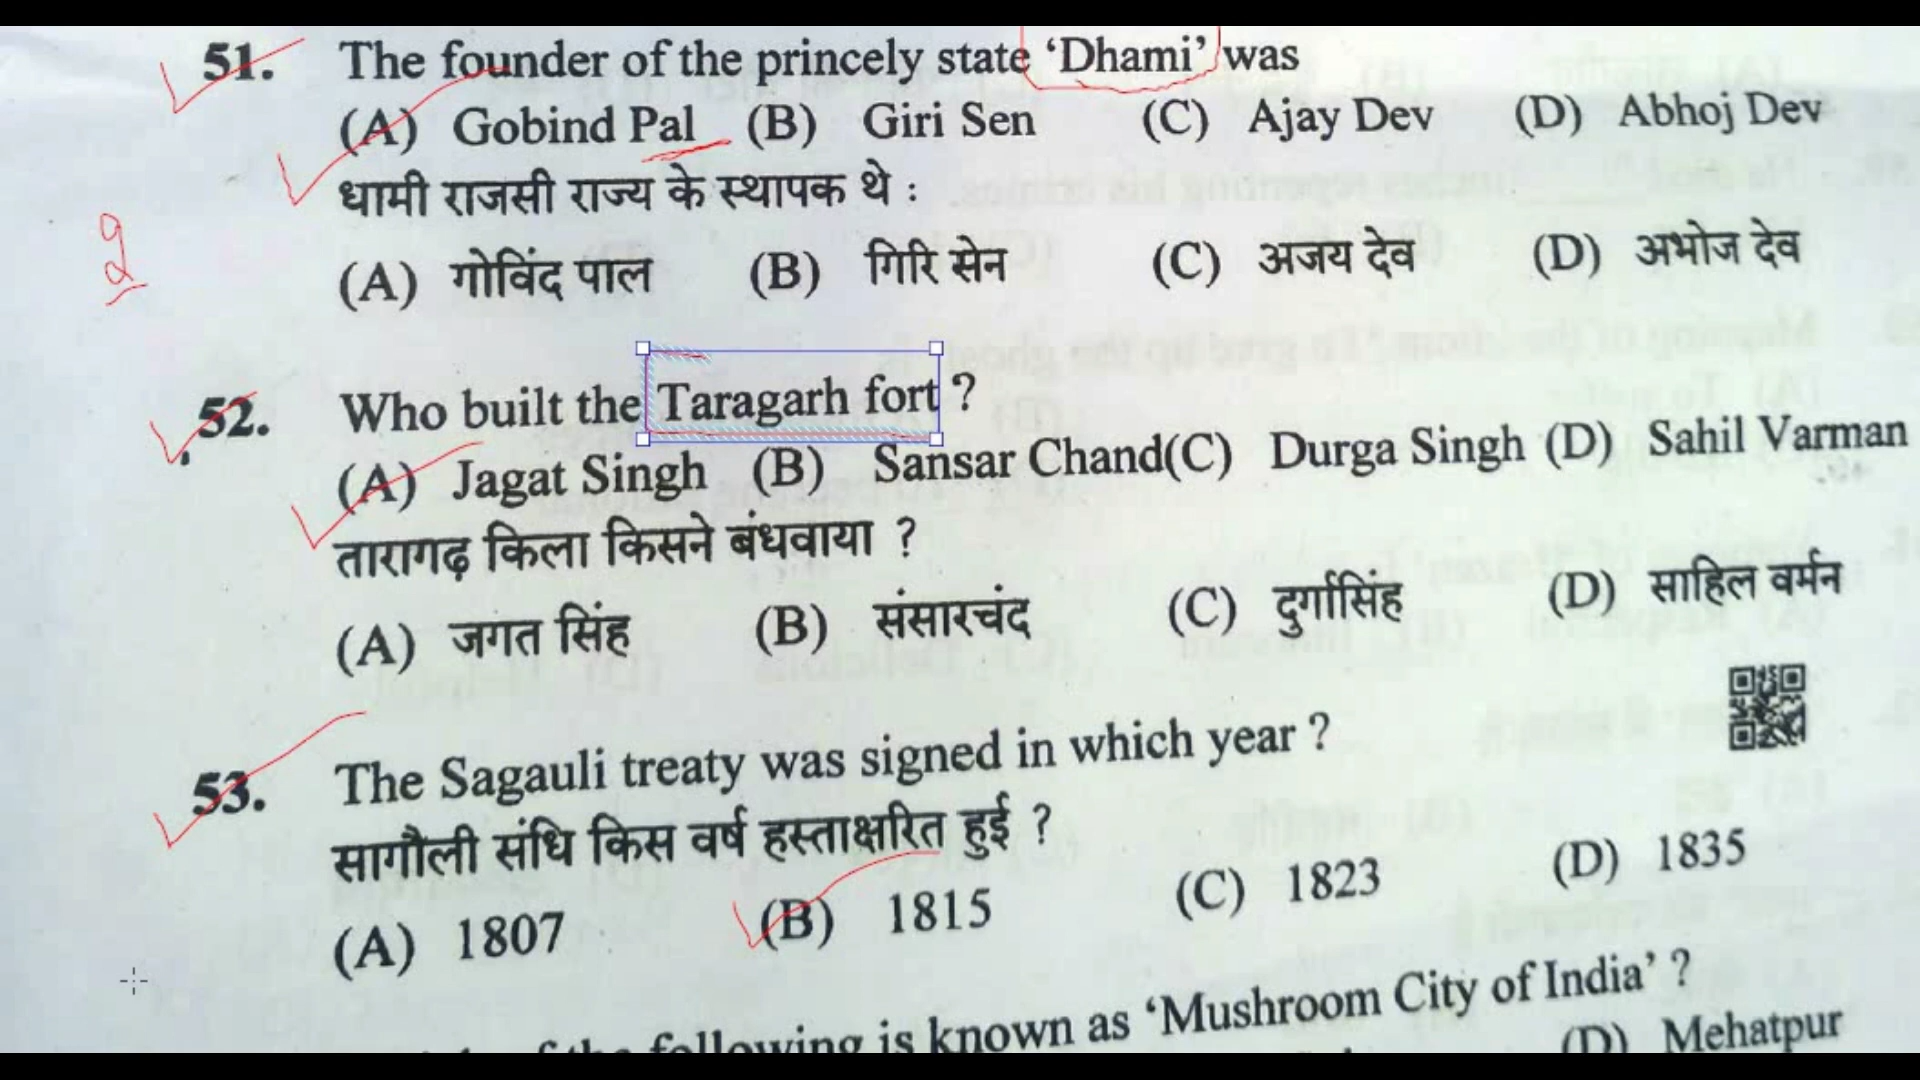 51. The founder of the princely state ‘Dhami’ was
(A) Gobind Pal (B) Giri Sen (C) Ajay Dev (D) Abhoj Dev
धामी राजसी राज्य के स्थापक थे :
(A) गोविंद पाल (B) गिरि सेन (C) अजय देव (D) अभोज देव
52. Who built the Taragarh fort ?
(A) Jagat Singh (B) Sansar Chand (C) Durga Singh (D) Sahil Varman
तारागढ़ किला किसने बंधवाया ?
(A) जगत सिंह (B) संसारचंद (C) दुर्गासिंह (D) साहिल वर्मन
53. The Sagauli treaty was signed in which year ?
सागौली संधि किस वर्ष हस्ताक्षरित हुई ?
(A) 1807 (B) 1815 (C) 1823 (D) 1835
of the following is known as ‘Mushroom City of India’ ?
(D) Mehatpur